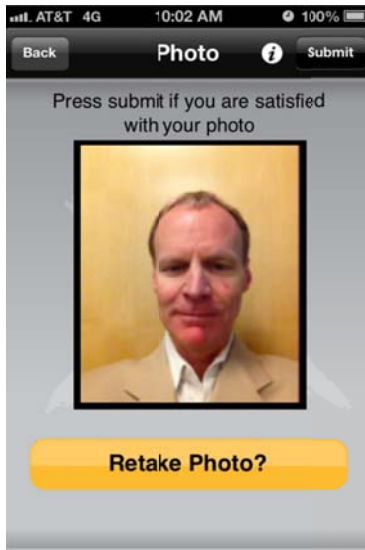 AT&T 4G 10:02 AM 100%
Back Photo i Submit
Press submit if you are satisfied
with your photo
Retake Photo?